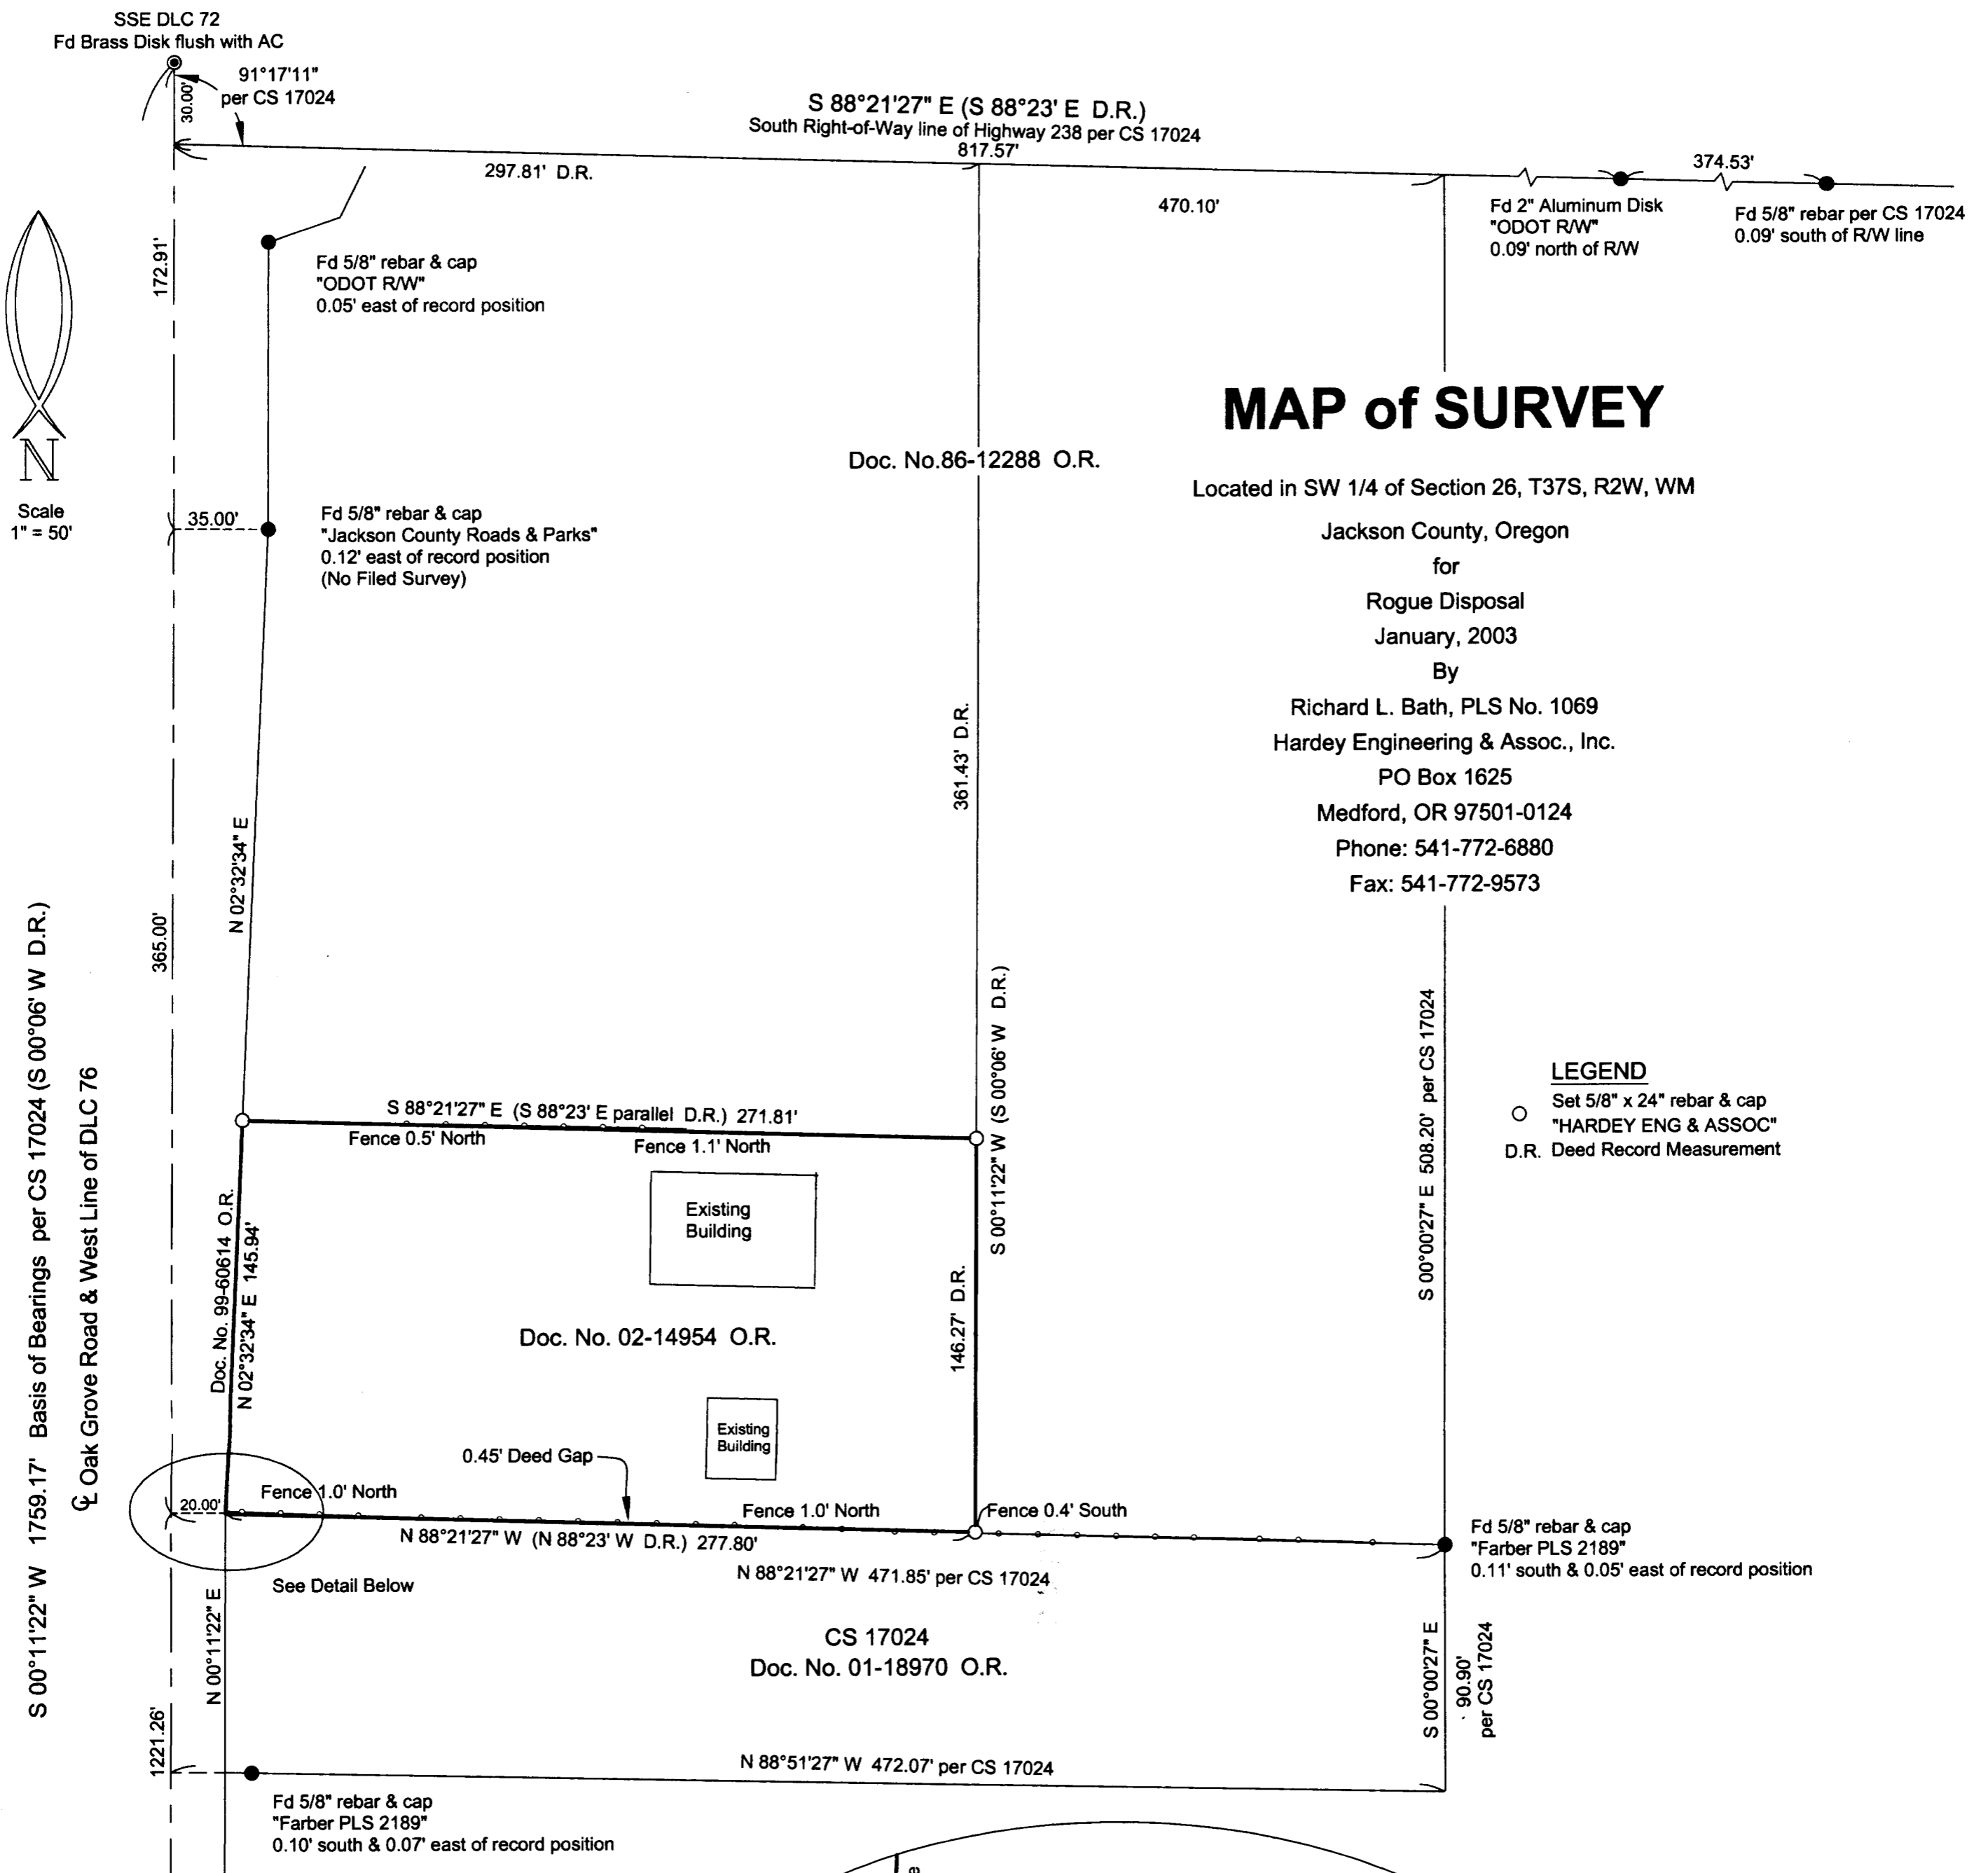 SSE DLC 72
Fd Brass Disk flush with AC
91°17'11"
per CS 17024
30.00'
S 88°21'27" E (S 88°23' E D.R.)
South Right-of-Way line of Highway 238 per CS 17024
817.57'
297.81' D.R.
470.10'
374.53'
Fd 2" Aluminum Disk
"ODOT R/W"
0.09' north of R/W
Fd 5/8" rebar per CS 17024
0.09' south of R/W line
172.91'
Fd 5/8" rebar & cap
"ODOT R/W"
0.05' east of record position
N
Scale
1" = 50'
35.00'
Fd 5/8" rebar & cap
"Jackson County Roads & Parks"
0.12' east of record position
(No Filed Survey)
Doc. No.86-12288 O.R.
MAP of SURVEY
Located in SW 1/4 of Section 26, T37S, R2W, WM
Jackson County, Oregon
for
Rogue Disposal
January, 2003
By
Richard L. Bath, PLS No. 1069
Hardey Engineering & Assoc., Inc.
PO Box 1625
Medford, OR 97501-0124
Phone: 541-772-6880
Fax: 541-772-9573
361.43' D.R.
N 02°32'34" E
365.00'
S 00°11'22" W 1759.17' Basis of Bearings per CS 17024 (S 00°06' W D.R.)
℄ Oak Grove Road & West Line of DLC 76
S 00°11'22" W (S 00°06' W D.R.)
S 00°00'27" E 508.20' per CS 17024
LEGEND
Set 5/8" x 24" rebar & cap
"HARDEY ENG & ASSOC"
D.R. Deed Record Measurement
S 88°21'27" E (S 88°23' E parallel D.R.) 271.81'
Fence 0.5' North
Fence 1.1' North
Existing
Building
Doc. No. 99-60614 O.R.
N 02°32'34" E 145.94'
146.27' D.R.
Doc. No. 02-14954 O.R.
Existing
Building
0.45' Deed Gap
20.00'
Fence 1.0' North
Fence 1.0' North
Fence 0.4' South
N 88°21'27" W (N 88°23' W D.R.) 277.80'
N 88°21'27" W 471.85' per CS 17024
Fd 5/8" rebar & cap
"Farber PLS 2189"
0.11' south & 0.05' east of record position
See Detail Below
N 00°11'22" E
CS 17024
Doc. No. 01-18970 O.R.
S 00°00'27" E
90.90'
per CS 17024
1221.26'
N 88°51'27" W 472.07' per CS 17024
Fd 5/8" rebar & cap
"Farber PLS 2189"
0.10' south & 0.07' east of record position